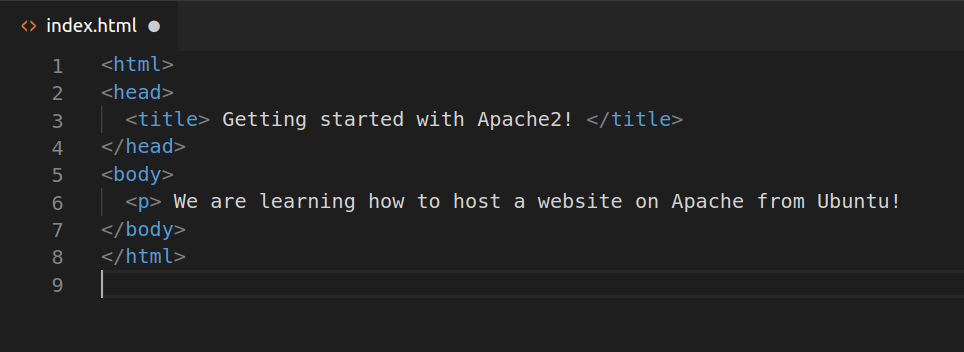 <> index.html ●
1 <html>
2 <head>
3   <title> Getting started with Apache2! </title>
4 </head>
5 <body>
6   <p> We are learning how to host a website on Apache from Ubuntu!
7 </body>
8 </html>
9